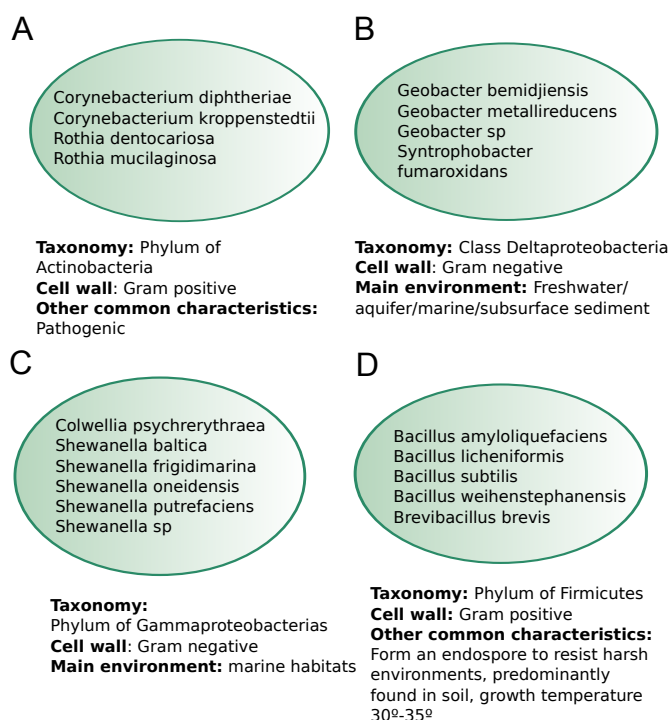 A
Corynebacterium diphtheriae
Corynebacterium kroppenstedtii
Rothia dentocariosa
Rothia mucilaginosa
Taxonomy: Phylum of
Actinobacteria
Cell wall: Gram positive
Other common characteristics:
Pathogenic
B
Geobacter bemidjiensis
Geobacter metallireducens
Geobacter sp
Syntrophobacter
fumaroxidans
Taxonomy: Class Deltaproteobacteria
Cell wall: Gram negative
Main environment: Freshwater/
aquifer/marine/subsurface sediment
C
Colwellia psychrerythraea
Shewanella baltica
Shewanella frigidimarina
Shewanella oneidensis
Shewanella putrefaciens
Shewanella sp
Taxonomy:
Phylum of Gammaproteobacterias
Cell wall: Gram negative
Main environment: marine habitats
D
Bacillus amyloliquefaciens
Bacillus licheniformis
Bacillus subtilis
Bacillus weihenstephanensis
Brevibacillus brevis
Taxonomy: Phylum of Firmicutes
Cell wall: Gram positive
Other common characteristics:
Form an endospore to resist harsh
environments, predominantly
found in soil, growth temperature
30º-35º